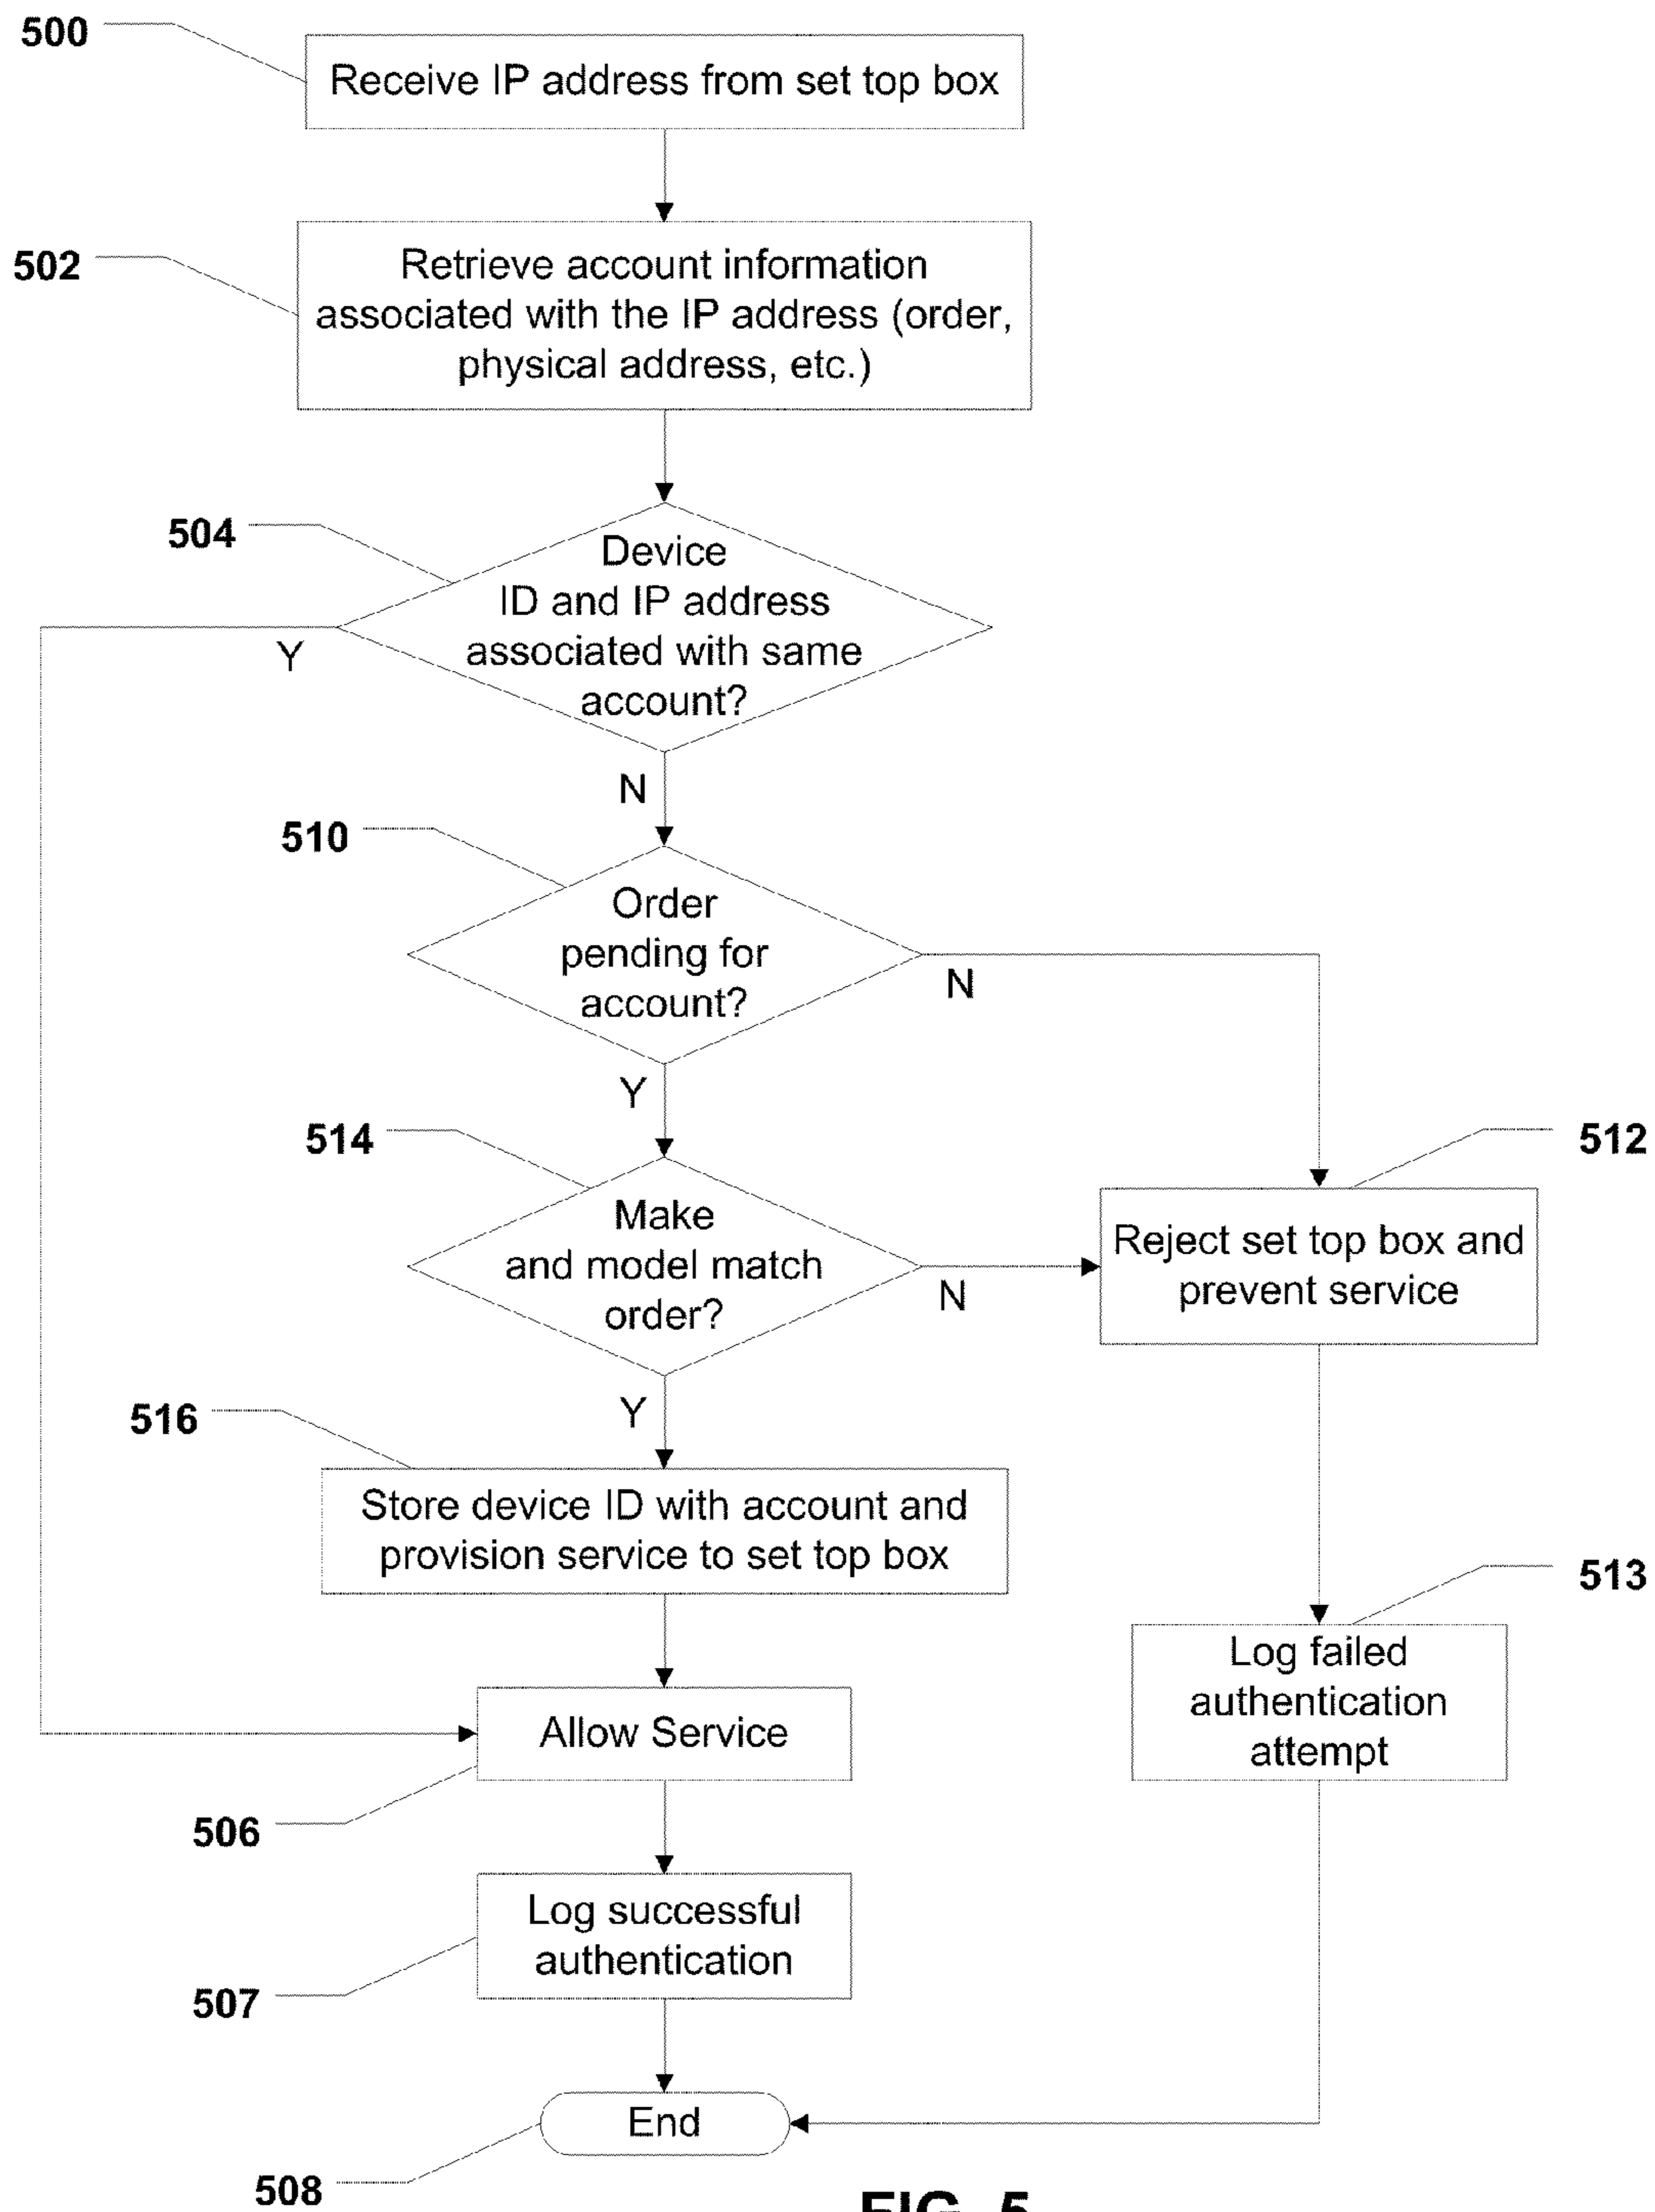 500
Receive IP address from set top box
502
Retrieve account information
associated with the IP address (order,
physical address, etc.)
504
Device
ID and IP address
associated with same
account?
Y
N
510
Order
pending for
account?
N
Y
514
Make
and model match
order?
N
512
Reject set top box and
prevent service
Y
516
Store device ID with account and
provision service to set top box
513
Log failed
authentication
attempt
Allow Service
506
Log successful
authentication
507
End
508
FIG. 5